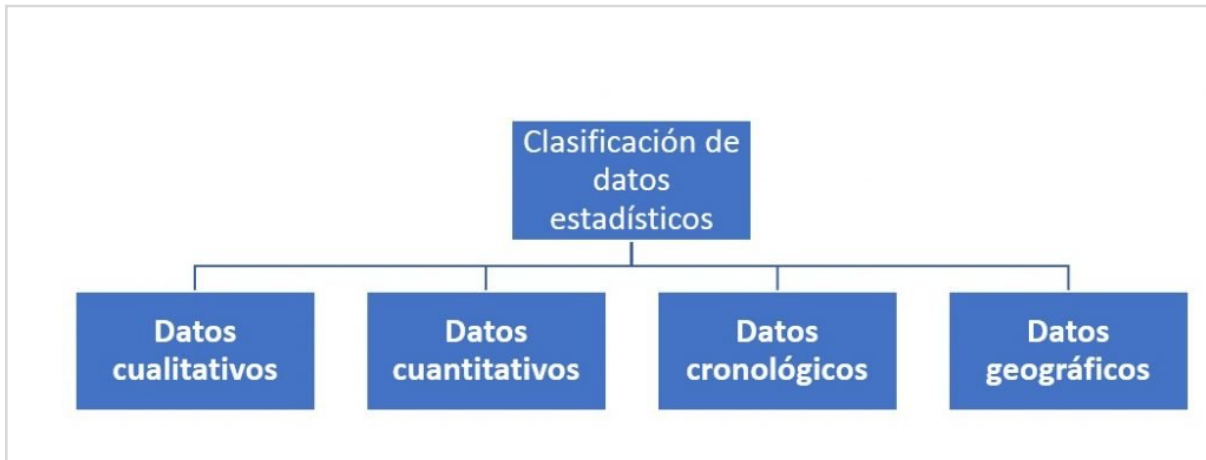 Clasificación de
datos
estadísticos
Datos
cualitativos
Datos
cuantitativos
Datos
cronológicos
Datos
geográficos